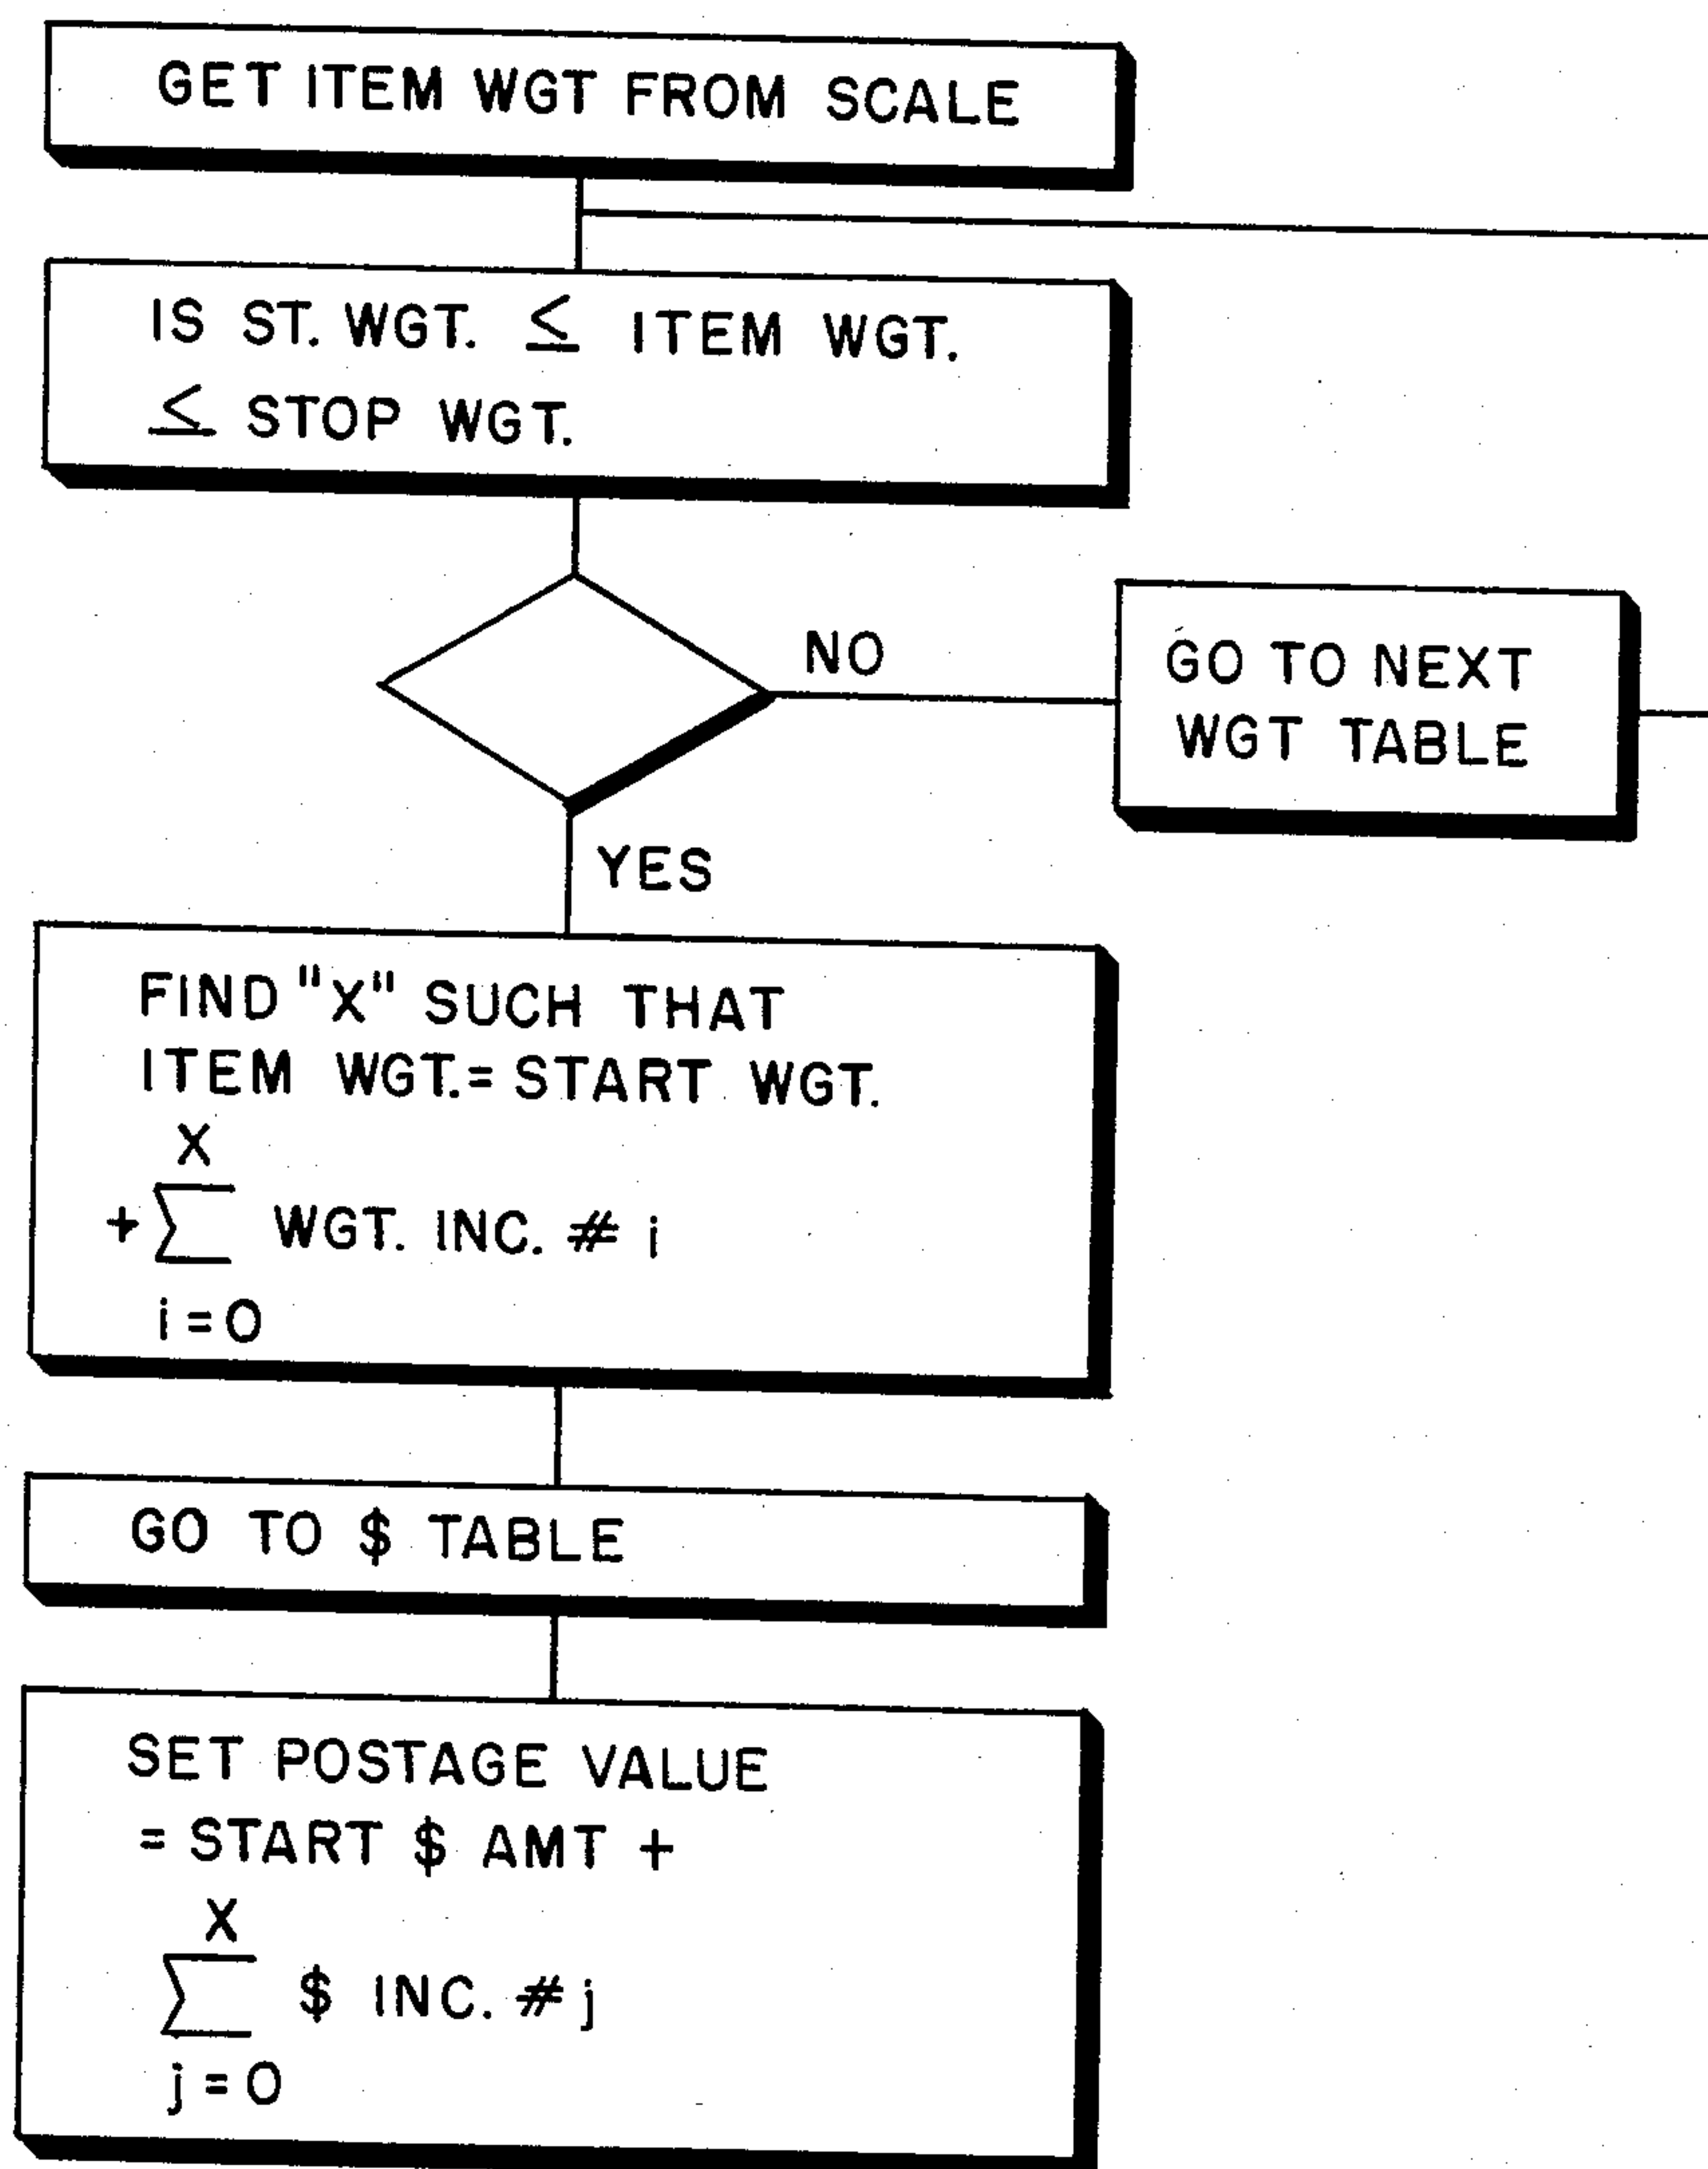 GET ITEM WGT FROM SCALE
IS ST. WGT. ≤ ITEM WGT.
≤ STOP WGT.
NO
GO TO NEXT
WGT TABLE
YES
FIND "X" SUCH THAT
ITEM WGT.= START WGT.
X
+∑ WGT. INC. # i
i=0
GO TO $ TABLE
SET POSTAGE VALUE
= START $ AMT +
X
∑ $ INC. # j
j=0